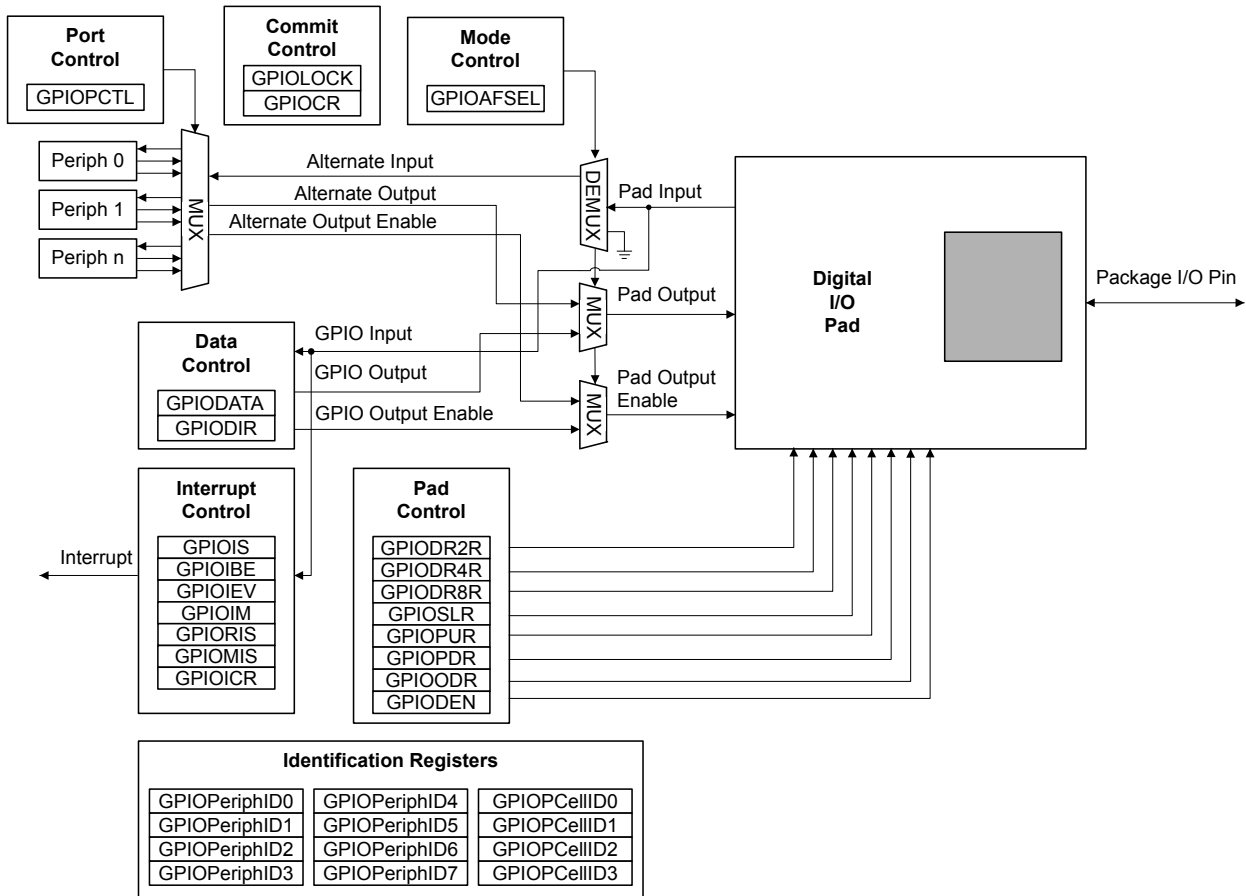 Port
Control
GPIOPCTL
Commit
Control
GPIOLOCK
GPIOCR
Mode
Control
GPIOAFSEL
Periph 0
Periph 1
Periph n
MUX
Alternate Input
Alternate Output
Alternate Output Enable
DEMUX
Pad Input
MUX
Pad Output
MUX
Pad Output
Enable
Digital
I/O
Pad
Package I/O Pin
Data
Control
GPIODATA
GPIODIR
GPIO Input
GPIO Output
GPIO Output Enable
Interrupt
Interrupt
Control
GPIOIS
GPIOIBE
GPIOIEV
GPIOIM
GPIORIS
GPIOMIS
GPIOICR
Pad
Control
GPIODR2R
GPIODR4R
GPIODR8R
GPIOSLR
GPIOPUR
GPIOPDR
GPIOODR
GPIODEN
Identification Registers
GPIOPeriphID0
GPIOPeriphID1
GPIOPeriphID2
GPIOPeriphID3
GPIOPeriphID4
GPIOPeriphID5
GPIOPeriphID6
GPIOPeriphID7
GPIOPCellID0
GPIOPCellID1
GPIOPCellID2
GPIOPCellID3